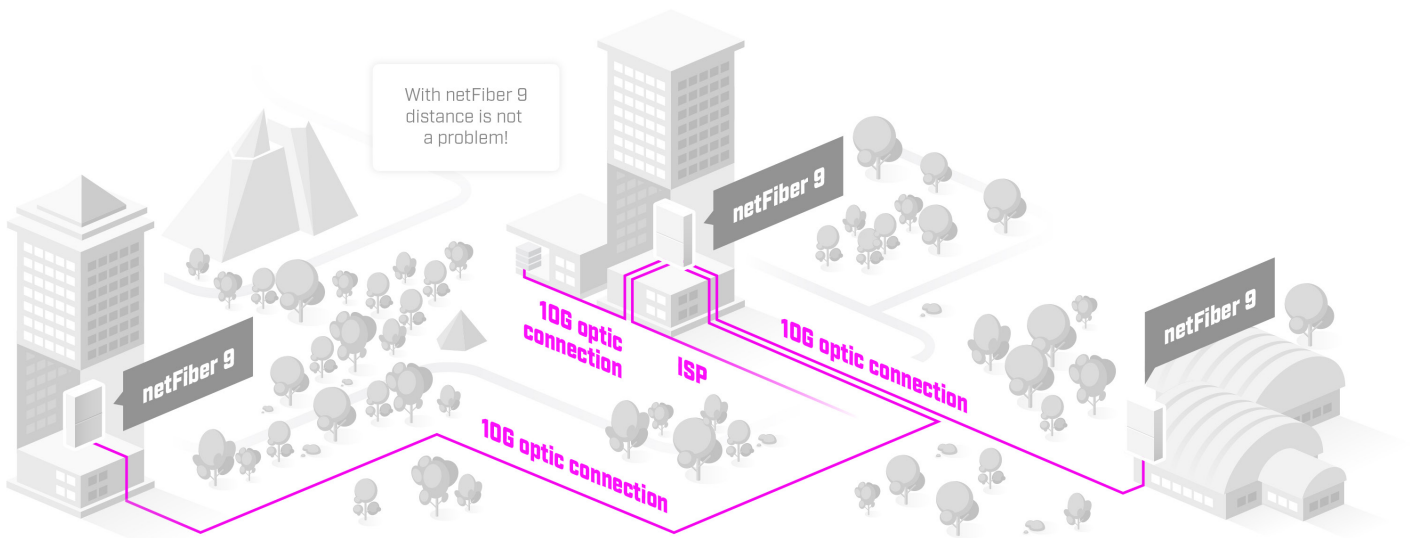 With netFiber 9
distance is not
a problem!
netFiber 9
10G optic
connection
ISP
10G optic connection
netFiber 9
netFiber 9
10G optic connection